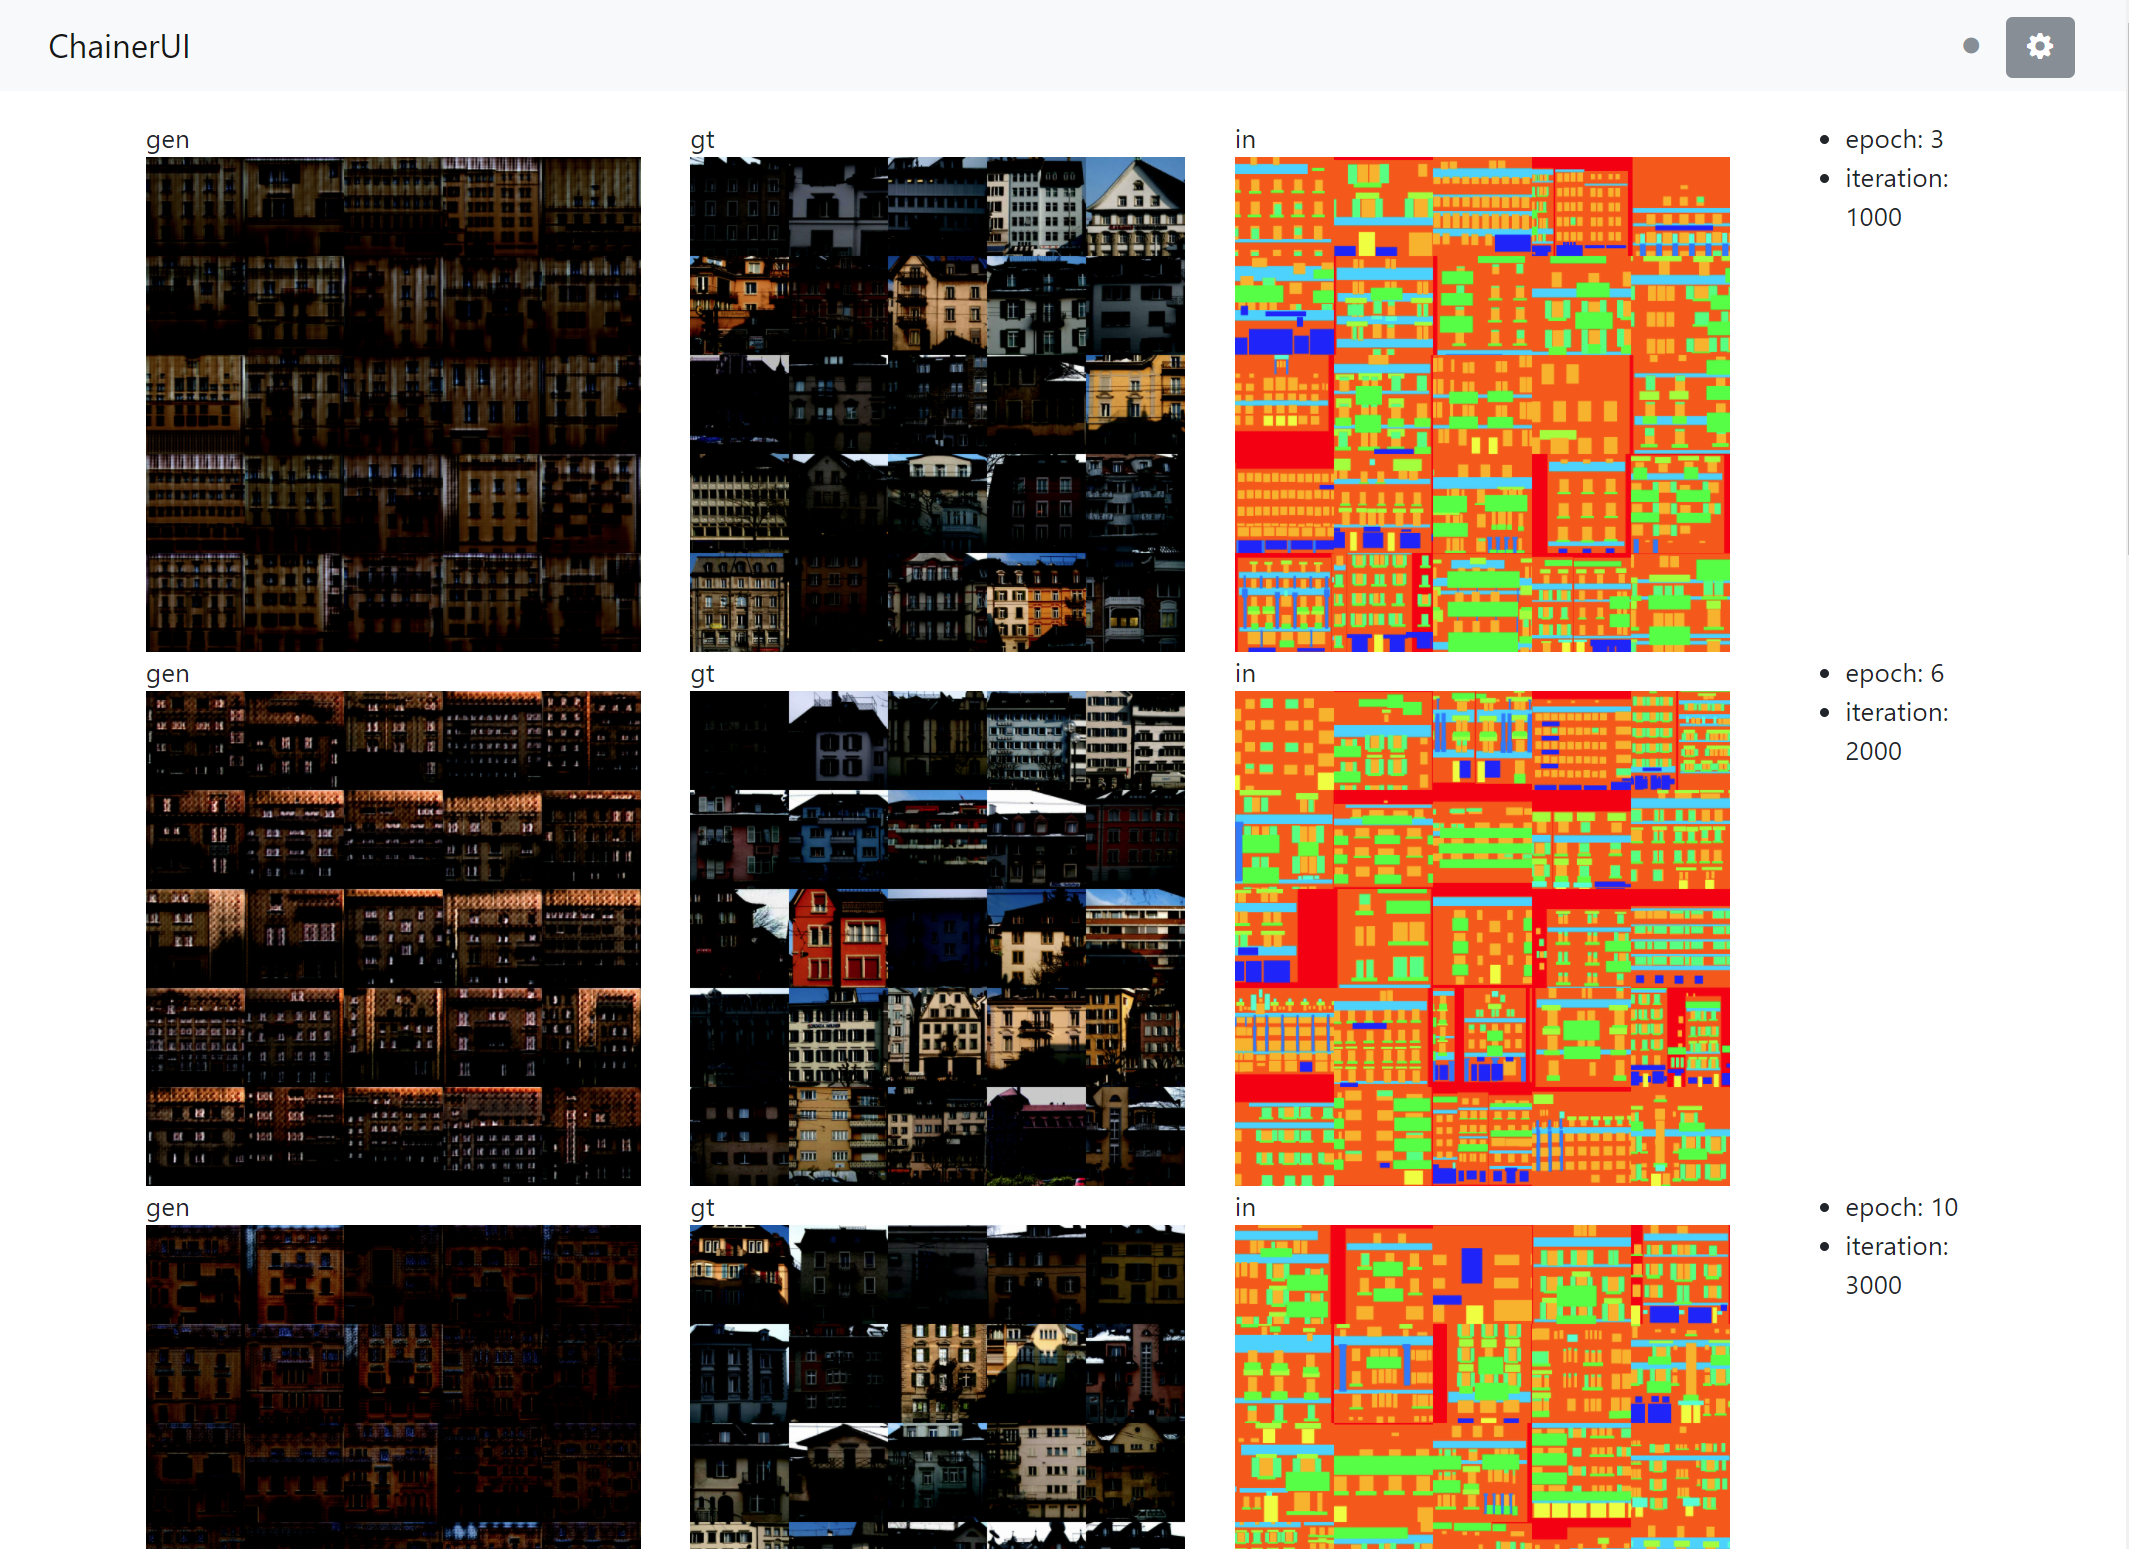 ChainerUI
gen
gt
in
epoch: 3
iteration:
1000
gen
gt
in
epoch: 6
iteration:
2000
gen
gt
in
epoch: 10
iteration:
3000